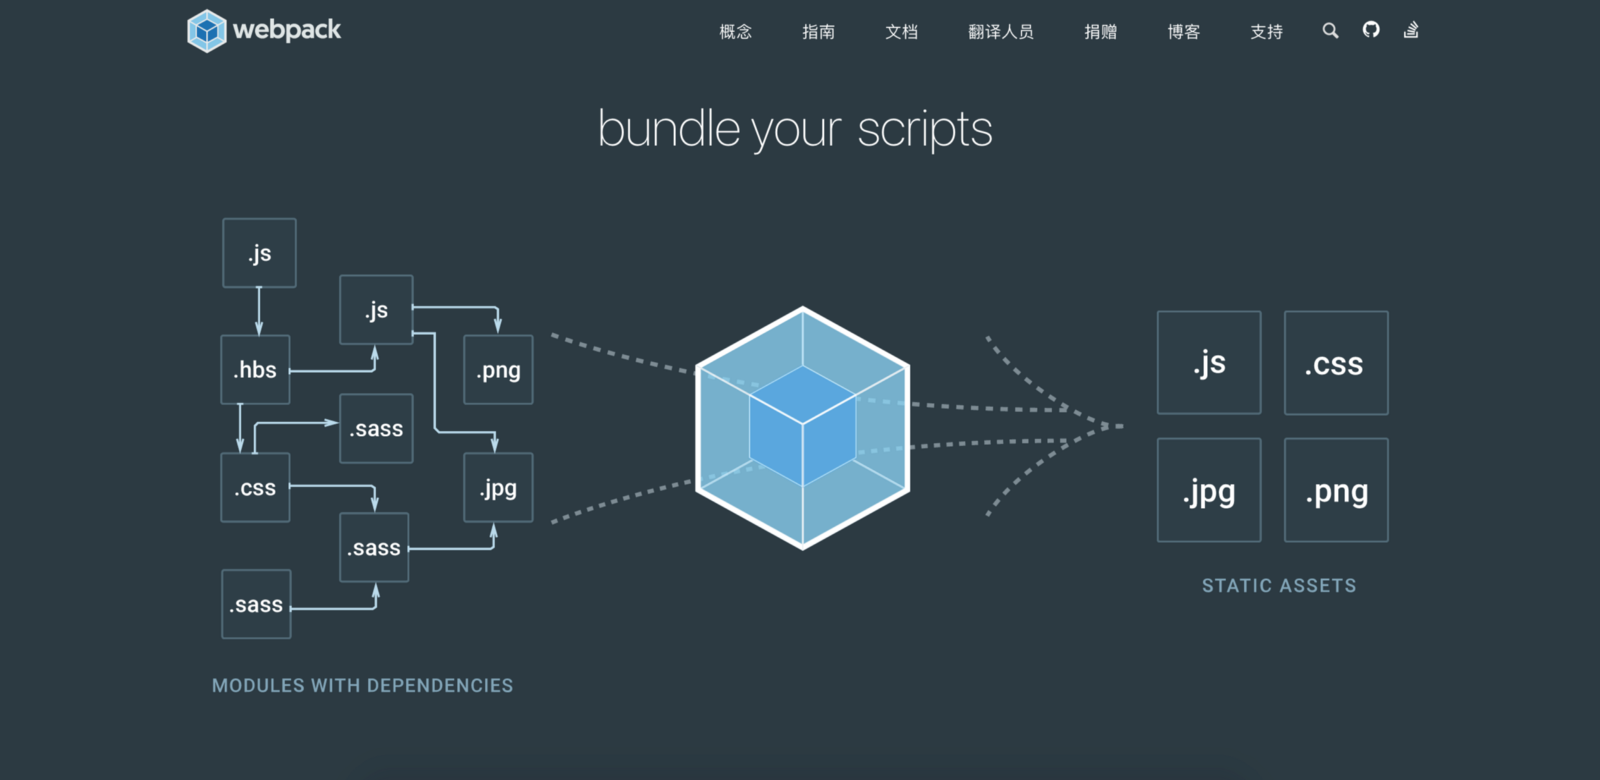 webpack
概念 指南 文档 翻译人员 捐赠 博客 支持
bundle your scripts
.js
.js
.hbs
.png
.sass
.css
.jpg
.sass
.sass
MODULES WITH DEPENDENCIES
.js .css
.jpg .png
STATIC ASSETS